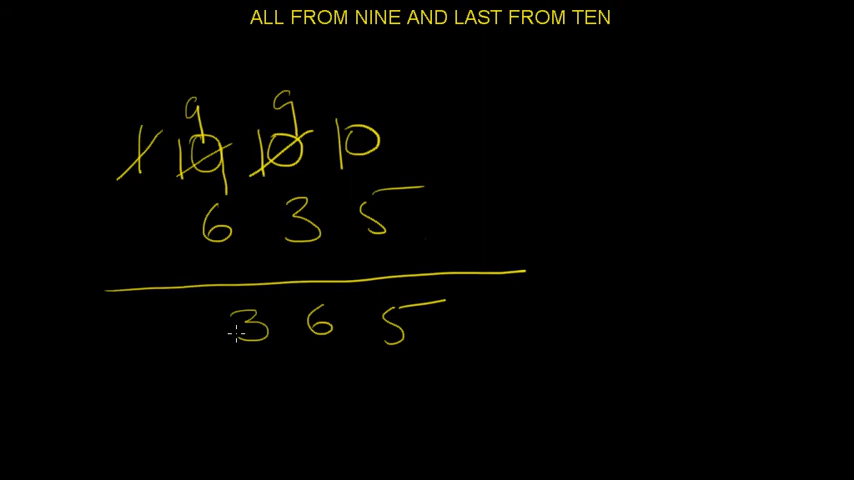 ALL FROM NINE AND LAST FROM TEN
9 9
1 10 10 10
6 3 5
3 6 5